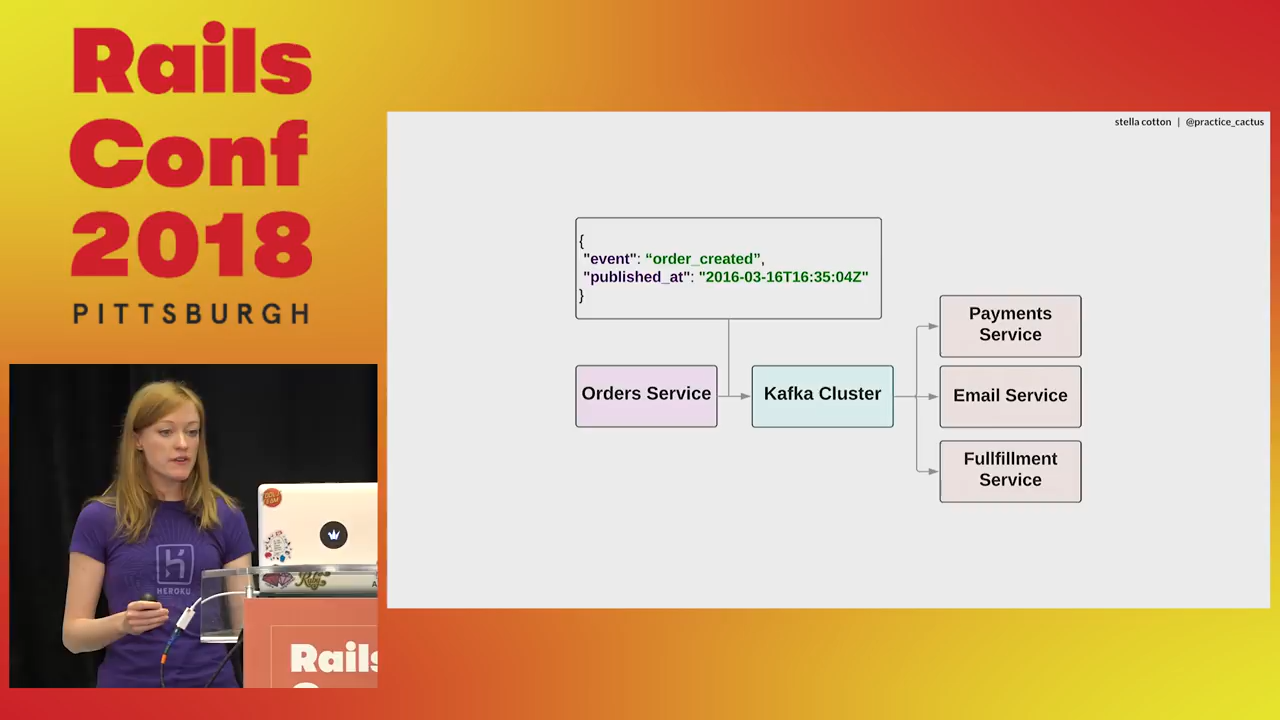 Rails
Conf
2018
PITTSBURGH
stella cotton | @practice_cactus
{
"event": “order_created”,
"published_at": "2016-03-16T16:35:04Z"
}
Orders Service
Kafka Cluster
Payments
Service
Email Service
Fullfillment
Service
HEROKU
Ruby
Rails